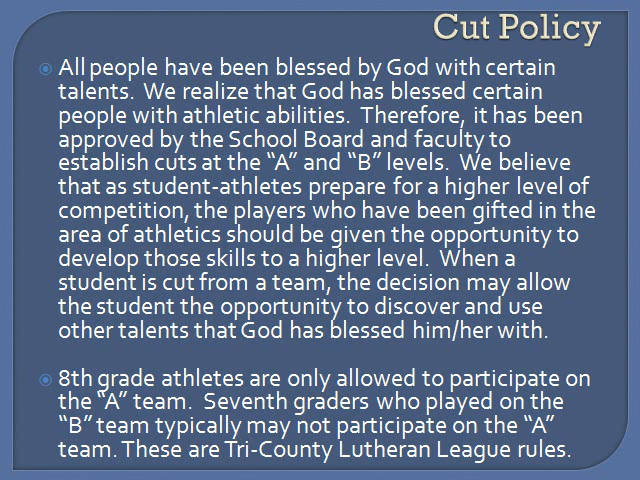 Cut Policy
All people have been blessed by God with certain
talents.  We realize that God has blessed certain
people with athletic abilities.  Therefore, it has been
approved by the School Board and faculty to
establish cuts at the “A” and “B” levels.  We believe
that as student-athletes prepare for a higher level of
competition, the players who have been gifted in the
area of athletics should be given the opportunity to
develop those skills to a higher level.  When a
student is cut from a team, the decision may allow
the student the opportunity to discover and use
other talents that God has blessed him/her with.
8th grade athletes are only allowed to participate on
the “A” team.  Seventh graders who played on the
“B” team typically may not participate on the “A”
team. These are Tri-County Lutheran League rules.